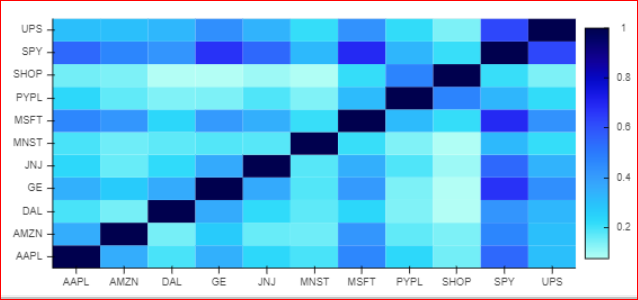 UPS
SPY
SHOP
PYPL
MSFT
MNST
JNJ
GE
DAL
AMZN
AAPL
AAPL AMZN DAL GE JNJ MNST MSFT PYPL SHOP SPY UPS
1
0.8
0.6
0.4
0.2